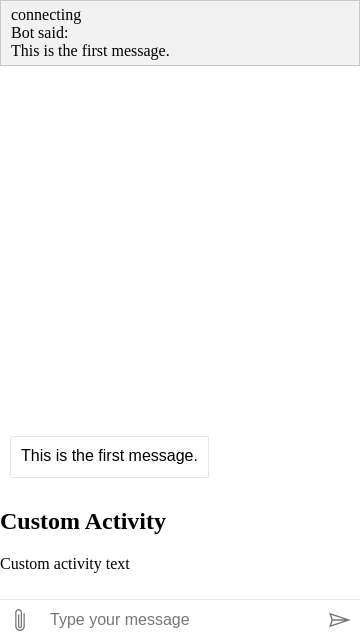 connecting
Bot said:
This is the first message.
This is the first message.
Custom Activity
Custom activity text
Type your message